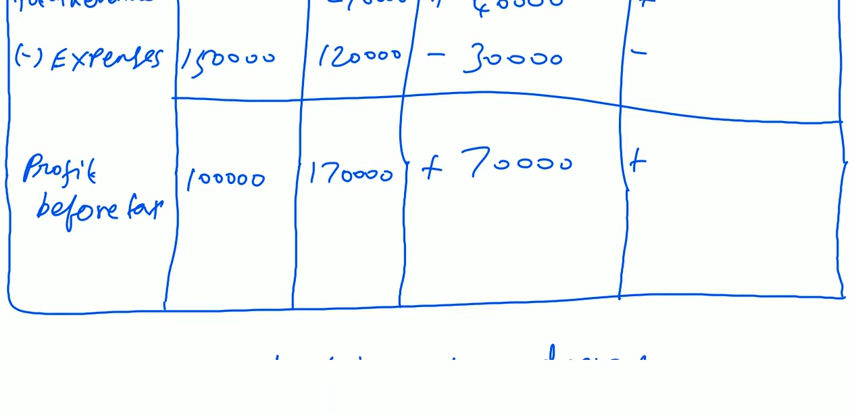 (-) Expenses 150000 120000 - 30000 -
Profit 100000 170000 + 70000 +
before tax